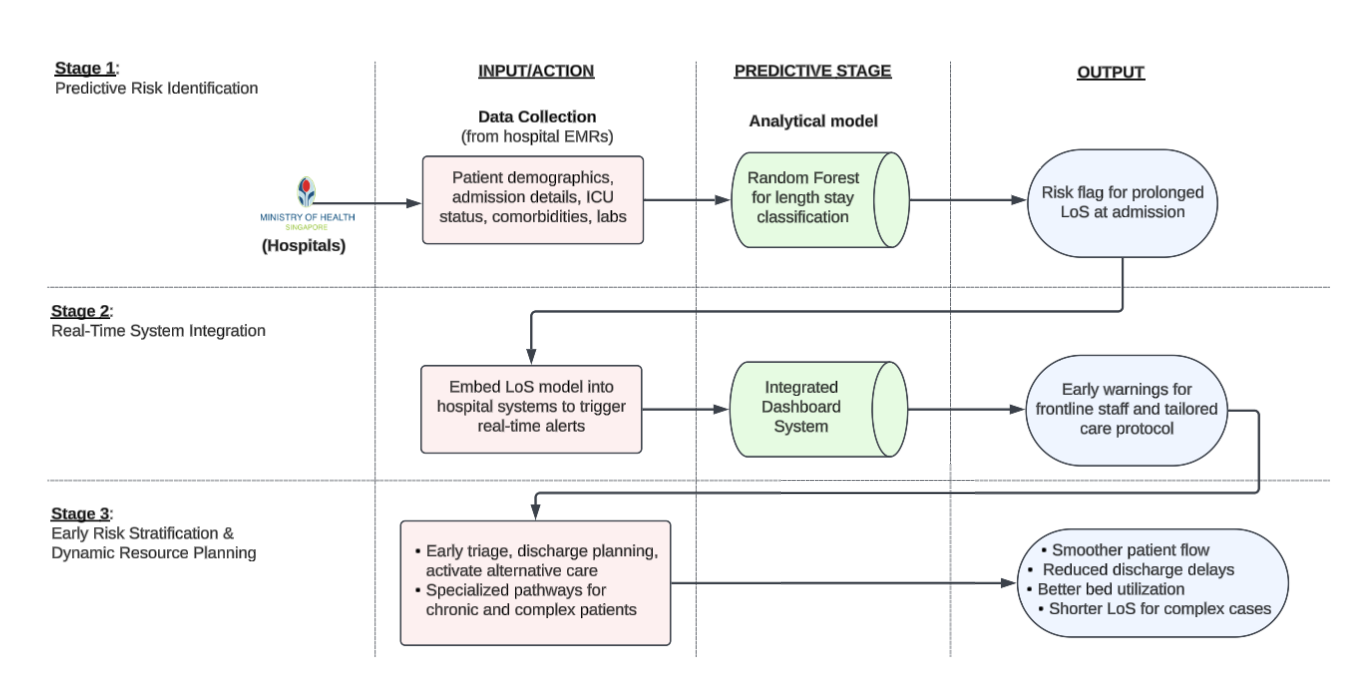 Stage 1:
Predictive Risk Identification
INPUT/ACTION
PREDICTIVE STAGE
OUTPUT
Data Collection
(from hospital EMRs)
Analytical model
MINISTRY OF HEALTH
SINGAPORE
(Hospitals)
Patient demographics,
admission details, ICU
status, comorbidities, labs
Random Forest
for length stay
classification
Risk flag for prolonged
LoS at admission
Stage 2:
Real-Time System Integration
Embed LoS model into
hospital systems to trigger
real-time alerts
Integrated
Dashboard
System
Early warnings for
frontline staff and tailored
care protocol
Stage 3:
Early Risk Stratification &
Dynamic Resource Planning
• Early triage, discharge planning,
activate alternative care
• Specialized pathways for
chronic and complex patients
• Smoother patient flow
• Reduced discharge delays
• Better bed utilization
• Shorter LoS for complex cases